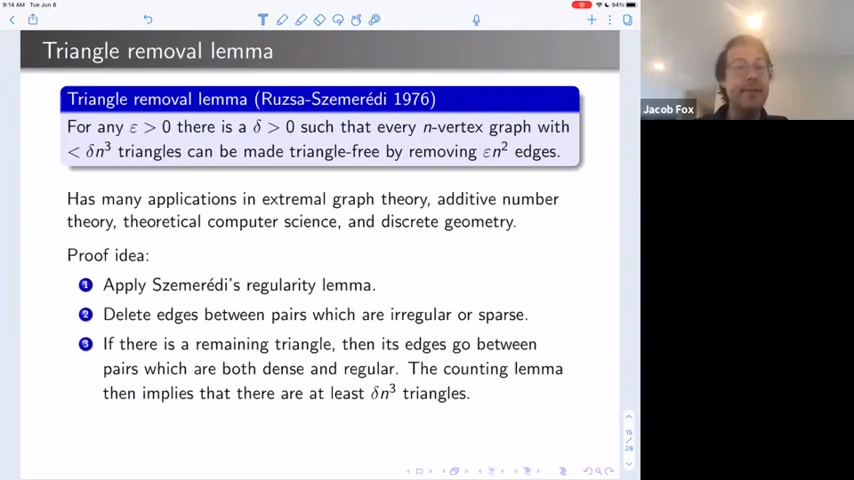 9:14 AM Tue Jun 8
94%
Triangle removal lemma
Triangle removal lemma (Ruzsa-Szemerédi 1976)
For any ε > 0 there is a δ > 0 such that every n-vertex graph with
< δn³ triangles can be made triangle-free by removing εn² edges.
Has many applications in extremal graph theory, additive number
theory, theoretical computer science, and discrete geometry.
Proof idea:
1 Apply Szemerédi's regularity lemma.
2 Delete edges between pairs which are irregular or sparse.
3 If there is a remaining triangle, then its edges go between
pairs which are both dense and regular. The counting lemma
then implies that there are at least δn³ triangles.
15
/
28
Jacob Fox